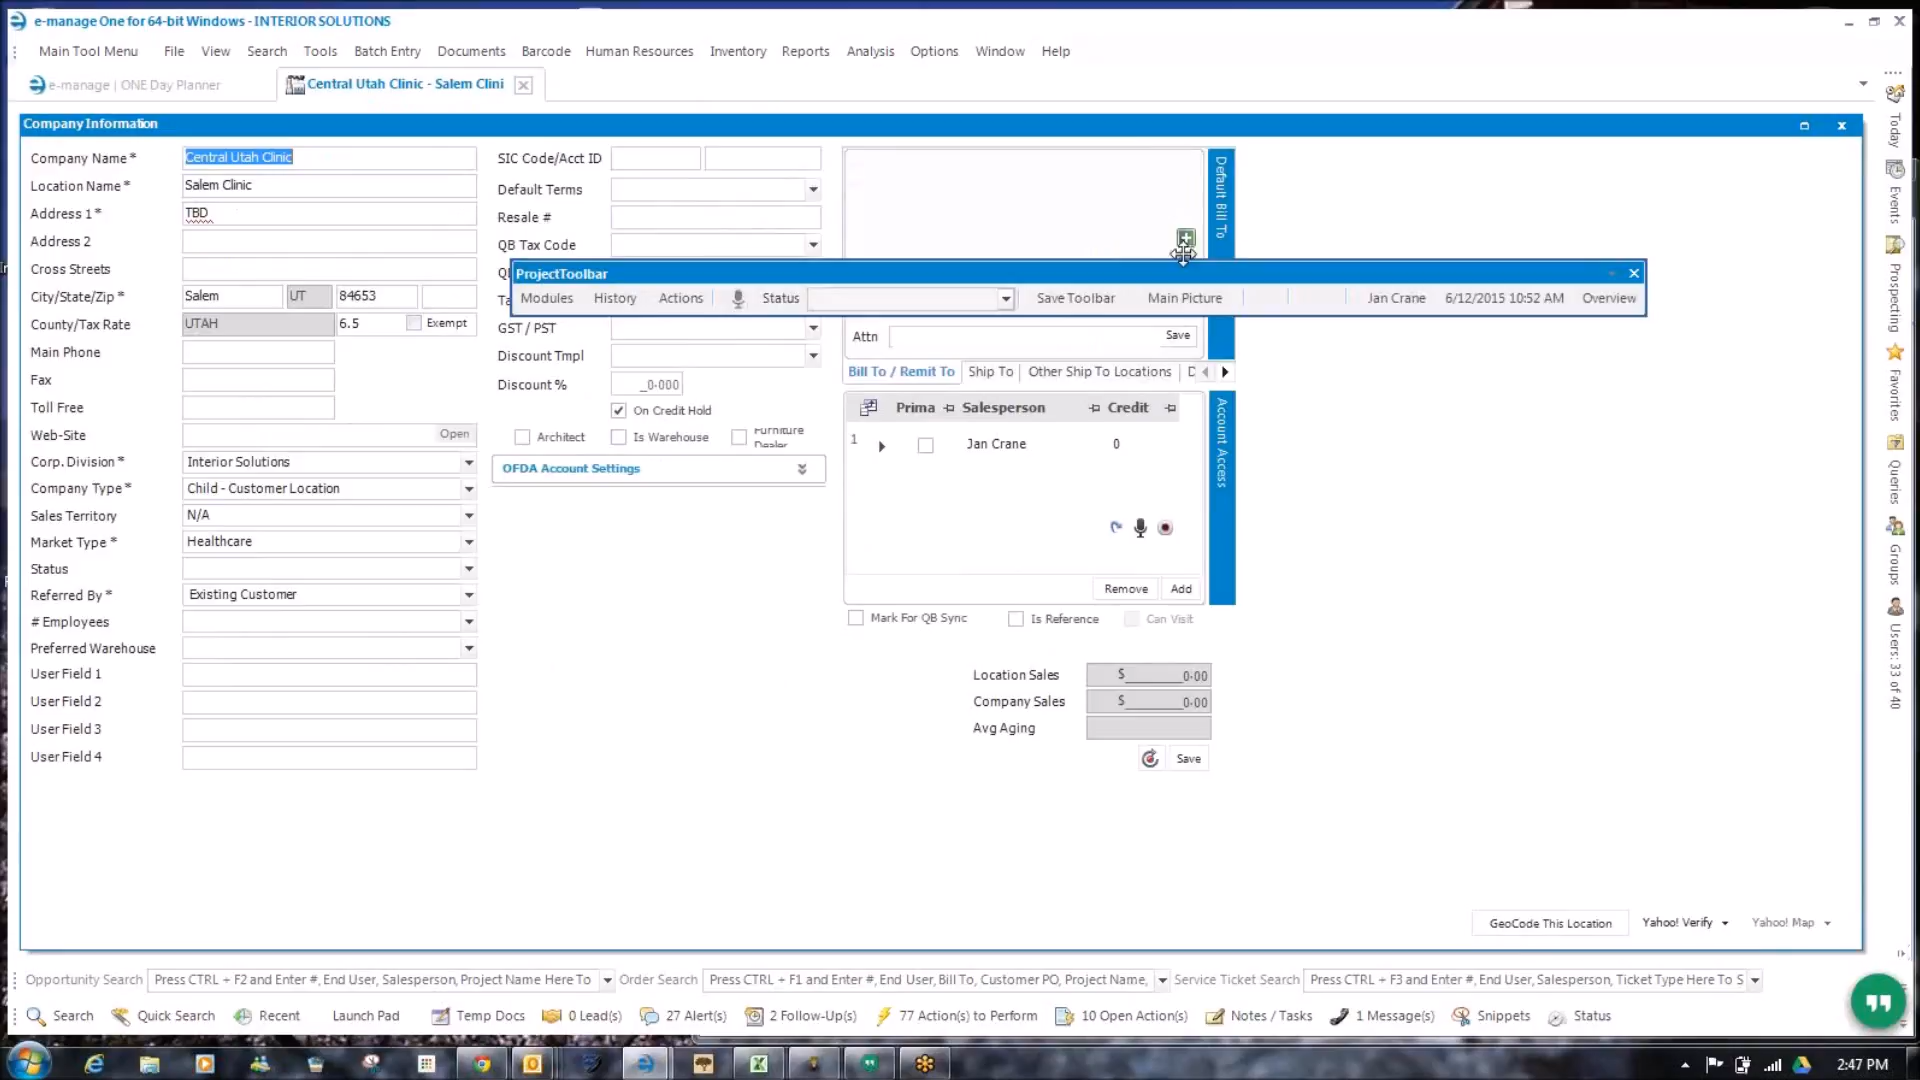 e-manage One for 64-bit Windows - INTERIOR SOLUTIONS
Main Tool Menu File View Search Tools Batch Entry Documents Barcode Human Resources Inventory Reports Analysis Options Window Help
e-manage | ONE Day Planner Central Utah Clinic - Salem Clini
Company Information
Company Name * Central Utah Clinic SIC Code/Acct ID
Location Name * Salem Clinic Default Terms
Address 1 * TBD Resale #
Address 2 QB Tax Code
Cross Streets
ProjectToolbar
Modules History Actions Status Save Toolbar Main Picture Jan Crane 6/12/2015 10:52 AM Overview
City/State/Zip * Salem UT 84653
County/Tax Rate UTAH 6.5 Exempt GST / PST Attn Save
Main Phone Discount Tmpl
Fax Discount % _0.000
Bill To / Remit To Ship To Other Ship To Locations D
Toll Free On Credit Hold Prima Salesperson Credit
Web-Site Open Architect Is Warehouse Furniture Dealer
1 Jan Crane 0
Corp. Division * Interior Solutions OFDA Account Settings
Company Type * Child - Customer Location
Sales Territory N/A
Market Type * Healthcare
Status
Referred By * Existing Customer Remove Add
# Employees Mark For QB Sync Is Reference Can Visit
Preferred Warehouse
User Field 1 Location Sales $________0.00
User Field 2 Company Sales $________0.00
User Field 3 Avg Aging
User Field 4 Save
Default Bill To
Account Access
GeoCode This Location Yahoo! Verify Yahoo! Map
Today
Events
Prospecting
Favorites
Queries
Groups
Users: 33 of 40
Opportunity Search Press CTRL + F2 and Enter #, End User, Salesperson, Project Name Here To Order Search Press CTRL + F1 and Enter #, End User, Bill To, Customer PO, Project Name, Service Ticket Search Press CTRL + F3 and Enter #, End User, Salesperson, Ticket Type Here To S
Search Quick Search Recent Launch Pad Temp Docs 0 Lead(s) 27 Alert(s) 2 Follow-Up(s) 77 Action(s) to Perform 10 Open Action(s) Notes / Tasks 1 Message(s) Snippets Status
2:47 PM